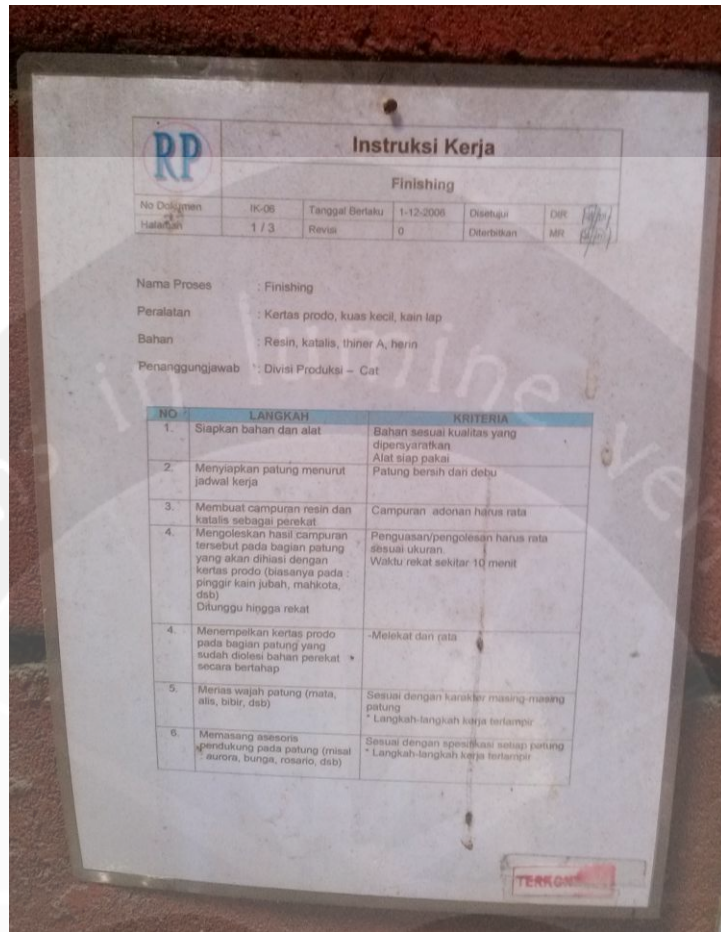 RP
Instruksi Kerja
Finishing
No Dokumen IK-06 Tanggal Berlaku 1-12-2006 Disetujui DIR
Halaman 1 / 3 Revisi 0 Diterbitkan MR
Nama Proses : Finishing
Peralatan : Kertas prodo, kuas kecil, kain lap
Bahan : Resin, katalis, thiner A, herin
Penanggungjawab : Divisi Produksi – Cat
NO LANGKAH KRITERIA
1. Siapkan bahan dan alat Bahan sesuai kualitas yang
dipersyaratkan
Alat siap pakai
2. Menyiapkan patung menurut Patung bersih dari debu
jadwal kerja
3. Membuat campuran resin dan Campuran adonan harus rata
katalis sebagai perekat
4. Mengoleskan hasil campuran Penguasan/pengolesan harus rata
tersebut pada bagian patung sesuai ukuran.
yang akan dihiasi dengan Waktu rekat sekitar 10 menit
kertas prodo (biasanya pada :
pinggir kain jubah, mahkota,
dsb)
Ditunggu hingga rekat
4. Menempelkan kertas prodo -Melekat dan rata
pada bagian patung yang
sudah diolesi bahan perekat
secara bertahap
5. Merias wajah patung (mata, Sesuai dengan karakter masing-masing
alis, bibir, dsb) patung
* Langkah-langkah kerja terlampir
6. Memasang asesoris Sesuai dengan spesifikasi setiap patung
pendukung pada patung (misal * Langkah-langkah kerja terlampir
: aurora, bunga, rosario, dsb)
in lumine